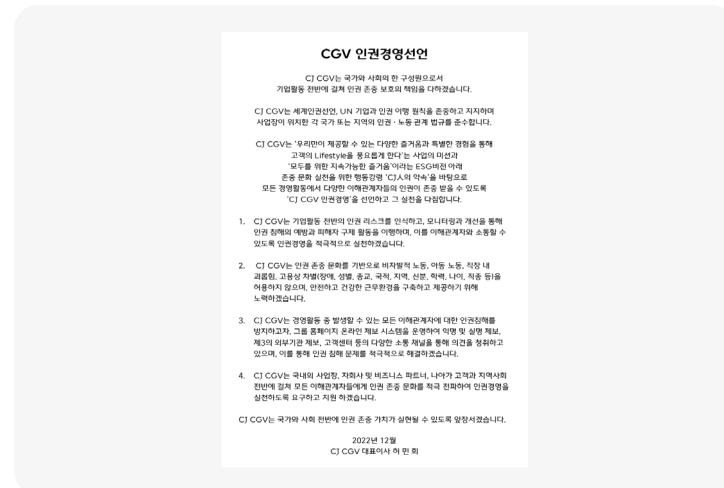 CGV 인권경영선언
CJ CGV는 국가와 사회의 한 구성원으로서
기업활동 전반에 걸쳐 인권 존중 보호의 책임을 다하겠습니다.
CJ CGV는 세계인권선언, UN 기업과 인권 이행 원칙을 존중하고 지지하며
사업장이 위치한 각 국가 또는 지역의 인권 · 노동 관계 법규를 준수합니다.
CJ CGV는 '우리만이 제공할 수 있는 다양한 즐거움과 특별한 경험을 통해
고객의 Lifestyle을 풍요롭게 한다'는 사업의 미션과
'모두를 위한 지속가능한 즐거움'이라는 ESG비전 아래
존중 문화 실천을 위한 행동강령 'CJ人의 약속'을 바탕으로
모든 경영활동에서 다양한 이해관계자들의 인권이 존중 받을 수 있도록
'CJ CGV 인권경영'을 선언하고 그 실천을 다짐합니다.
1. CJ CGV는 기업활동 전반의 인권 리스크를 인식하고, 모니터링과 개선을 통해
인권 침해의 예방과 피해자 구제 활동을 이행하며, 이를 이해관계자와 소통할 수
있도록 인권경영을 적극적으로 실천하겠습니다.
2. CJ CGV는 인권 존중 문화를 기반으로 비자발적 노동, 아동 노동, 직장 내
괴롭힘, 고용상 차별(장애, 성별, 종교, 국적, 지역, 신분, 학력, 나이, 직종 등)을
허용하지 않으며, 안전하고 건강한 근무환경을 구축하고 제공하기 위해
노력하겠습니다.
3. CJ CGV는 경영활동 중 발생할 수 있는 모든 이해관계자에 대한 인권침해를
방지하고자, 그룹 홈페이지 온라인 제보 시스템을 운영하여 익명 및 실명 제보,
제3의 외부기관 제보, 고객센터 등의 다양한 소통 채널을 통해 의견을 청취하고
있으며, 이를 통해 인권 침해 문제를 적극적으로 해결하겠습니다.
4. CJ CGV는 국내외 사업장, 자회사 및 비즈니스 파트너, 나아가 고객과 지역사회
전반에 걸쳐 모든 이해관계자들에게 인권 존중 문화를 적극 전파하여 인권경영을
실천하도록 요구하고 지원 하겠습니다.
CJ CGV는 국가와 사회 전반에 인권 존중 가치가 실현될 수 있도록 앞장서겠습니다.
2022년 12월
CJ CGV 대표이사 허 민 회